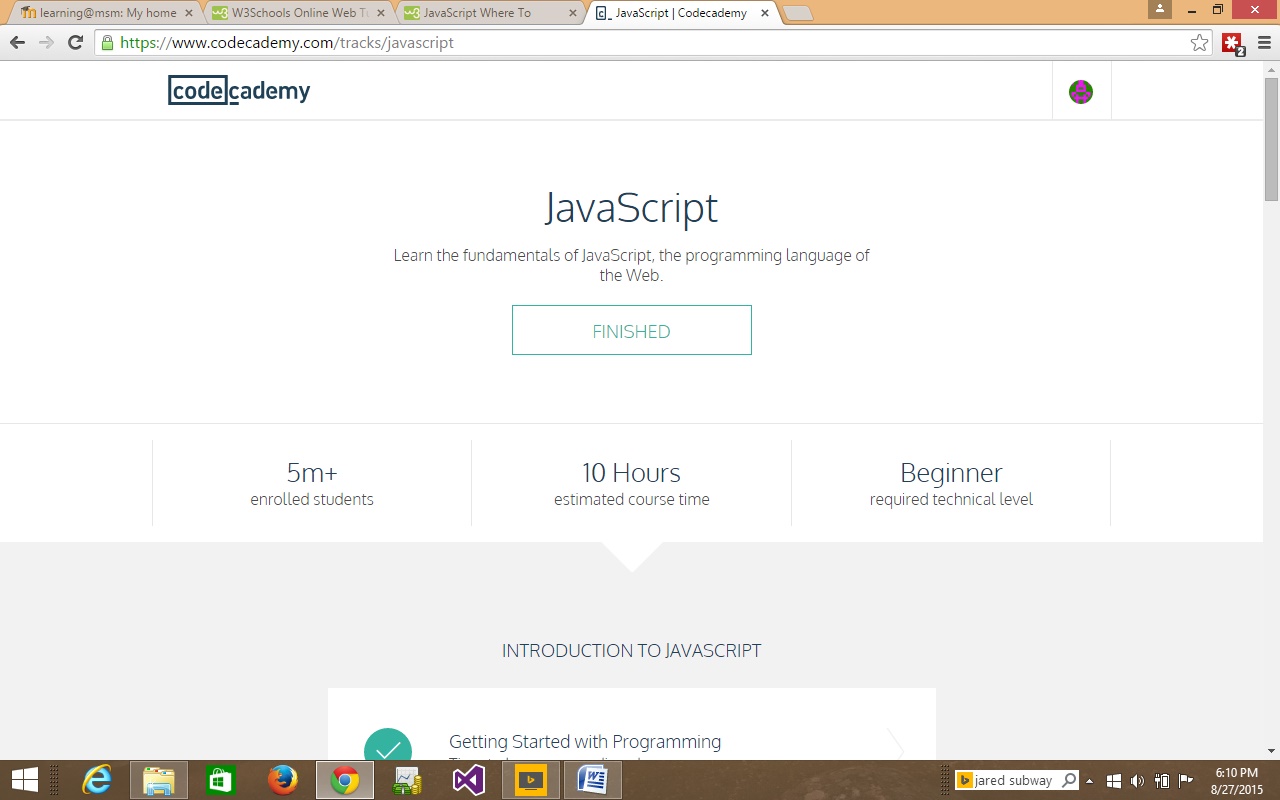 learning@msm: My home
W3Schools Online Web Tu
JavaScript Where To
JavaScript | Codecademy
https://www.codecademy.com/tracks/javascript
2
codecademy
JavaScript
Learn the fundamentals of JavaScript, the programming language of
the Web.
FINISHED
5m+
enrolled students
10 Hours
estimated course time
Beginner
required technical level
INTRODUCTION TO JAVASCRIPT
Getting Started with Programming
jared subway
6:10 PM
8/27/2015